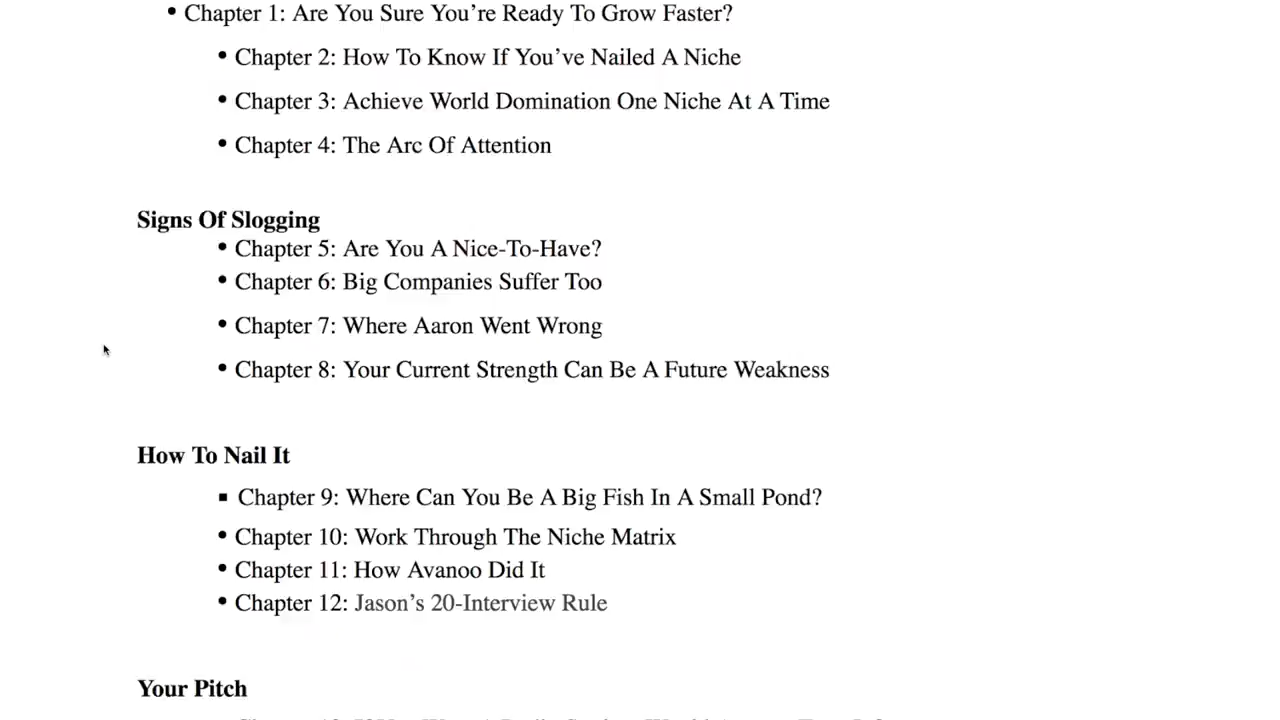 • Chapter 1: Are You Sure You’re Ready To Grow Faster?
• Chapter 2: How To Know If You’ve Nailed A Niche
• Chapter 3: Achieve World Domination One Niche At A Time
• Chapter 4: The Arc Of Attention
Signs Of Slogging
• Chapter 5: Are You A Nice-To-Have?
• Chapter 6: Big Companies Suffer Too
• Chapter 7: Where Aaron Went Wrong
• Chapter 8: Your Current Strength Can Be A Future Weakness
How To Nail It
▪ Chapter 9: Where Can You Be A Big Fish In A Small Pond?
• Chapter 10: Work Through The Niche Matrix
• Chapter 11: How Avanoo Did It
• Chapter 12: Jason’s 20-Interview Rule
Your Pitch